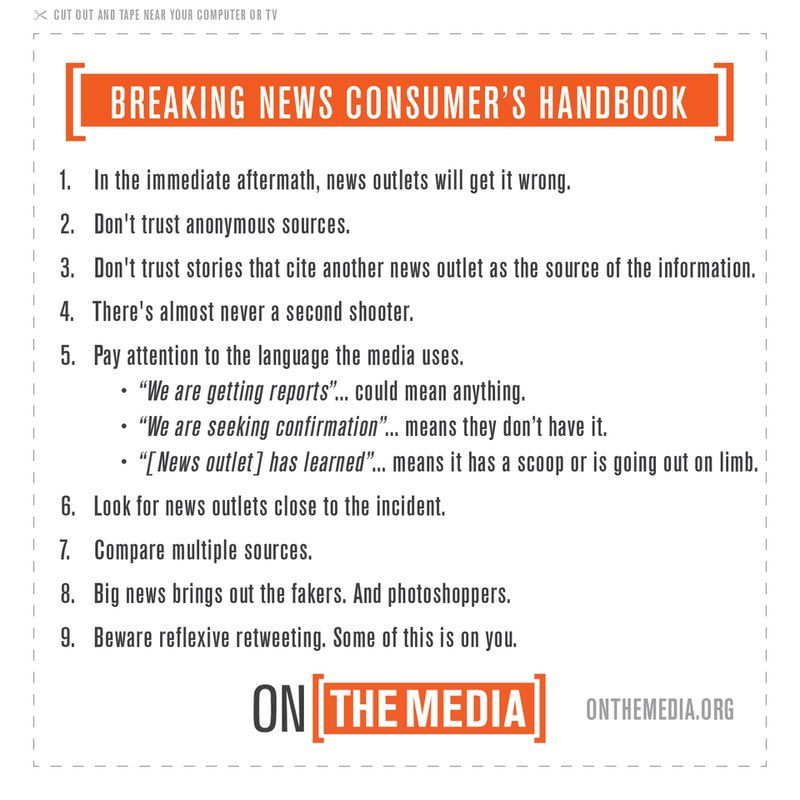 CUT OUT AND TAPE NEAR YOUR COMPUTER OR TV
BREAKING NEWS CONSUMER'S HANDBOOK
1. In the immediate aftermath, news outlets will get it wrong.
2. Don't trust anonymous sources.
3. Don't trust stories that cite another news outlet as the source of the information.
4. There's almost never a second shooter.
5. Pay attention to the language the media uses.
• “We are getting reports”... could mean anything.
• “We are seeking confirmation”... means they don’t have it.
• “[News outlet] has learned”... means it has a scoop or is going out on limb.
6. Look for news outlets close to the incident.
7. Compare multiple sources.
8. Big news brings out the fakers. And photoshoppers.
9. Beware reflexive retweeting. Some of this is on you.
ON [THE MEDIA] ONTHEMEDIA.ORG